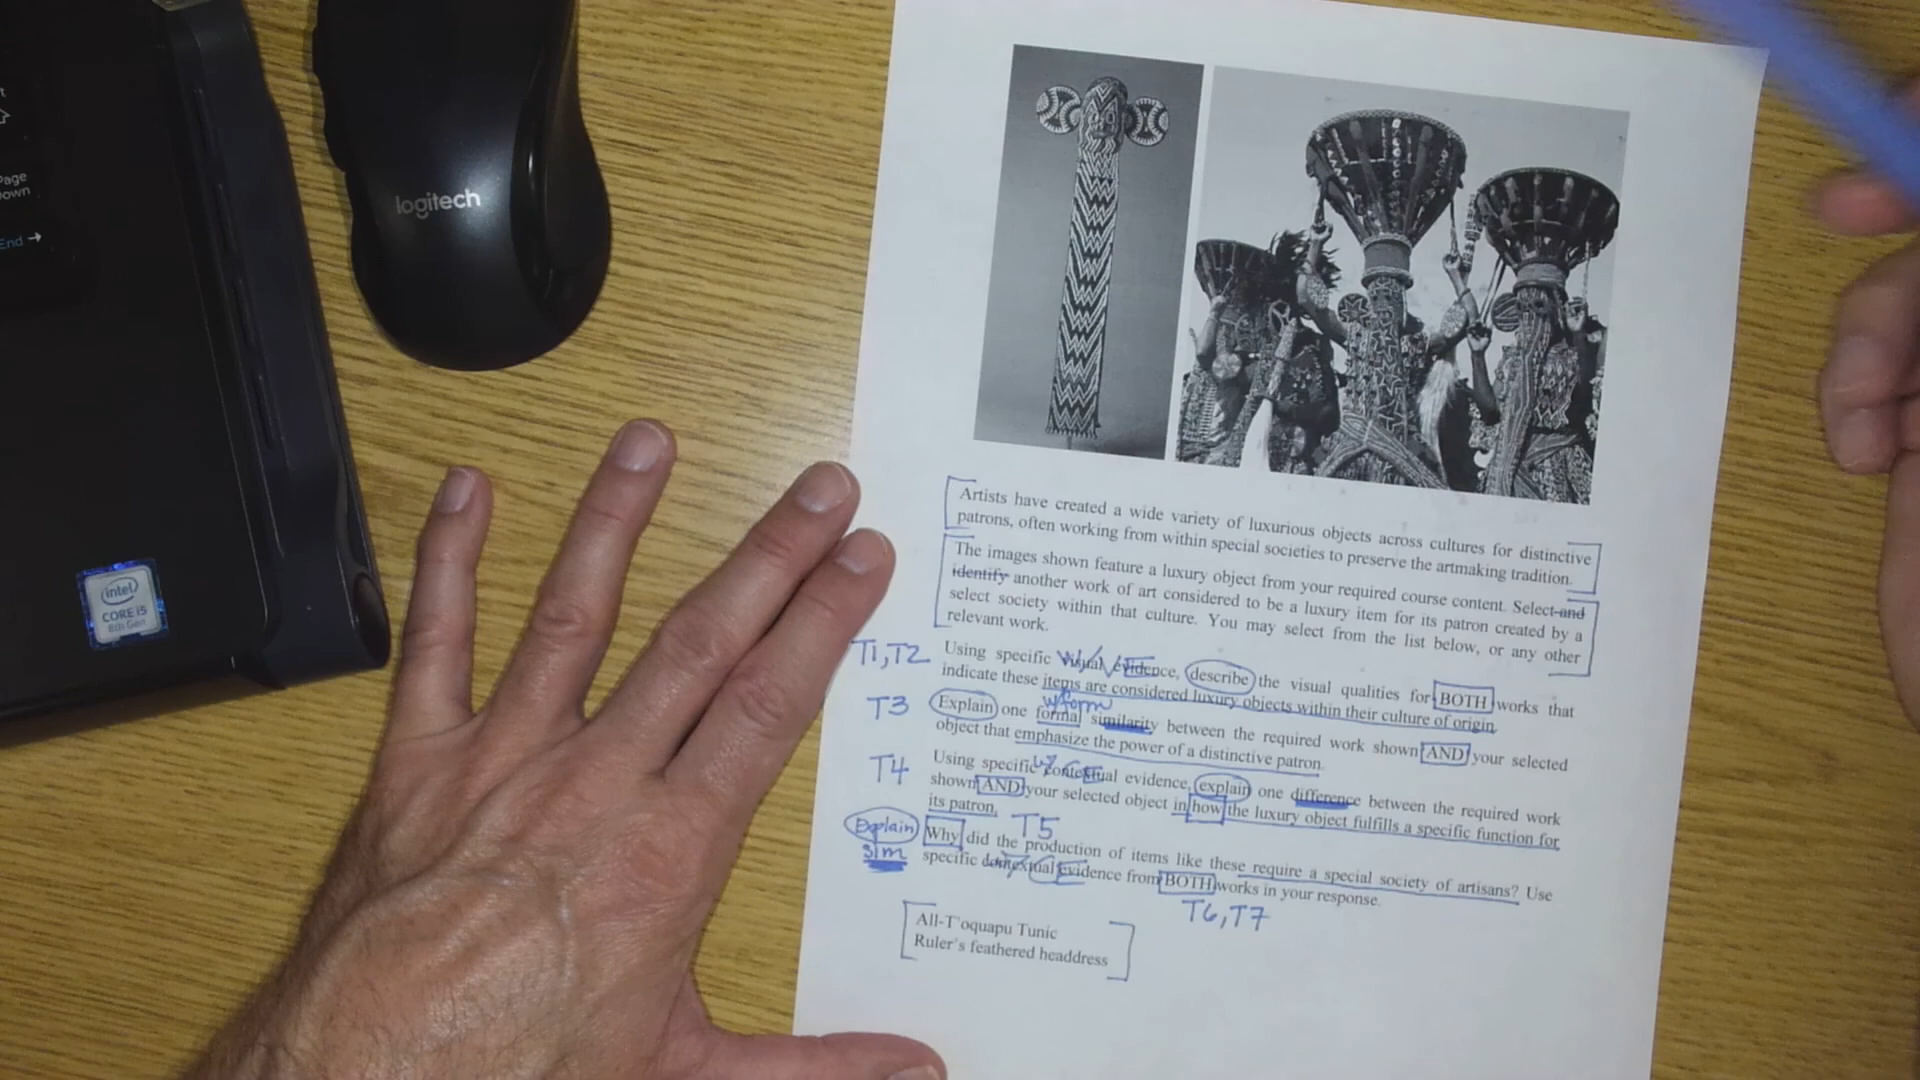 Page
Down
End →
logitech
intel
CORE i5
8th Gen
Artists have created a wide variety of luxurious objects across cultures for distinctive
patrons, often working from within special societies to preserve the artmaking tradition.
The images shown feature a luxury object from your required course content. Select and
identify another work of art considered to be a luxury item for its patron created by a
select society within that culture. You may select from the list below, or any other
relevant work.
T1,T2 Using specific visual evidence, describe the visual qualities for BOTH works that
indicate these items are considered luxury objects within their culture of origin.
w/form
T3 Explain one formal similarity between the required work shown AND your selected
object that emphasize the power of a distinctive patron.
T4 Using specific contextual evidence, explain one difference between the required work
shown AND your selected object in how the luxury object fulfills a specific function for
its patron. T5
Explain Why did the production of items like these require a special society of artisans? Use
sim specific contextual evidence from BOTH works in your response.
T6,T7
All-T'oquapu Tunic
Ruler's feathered headdress